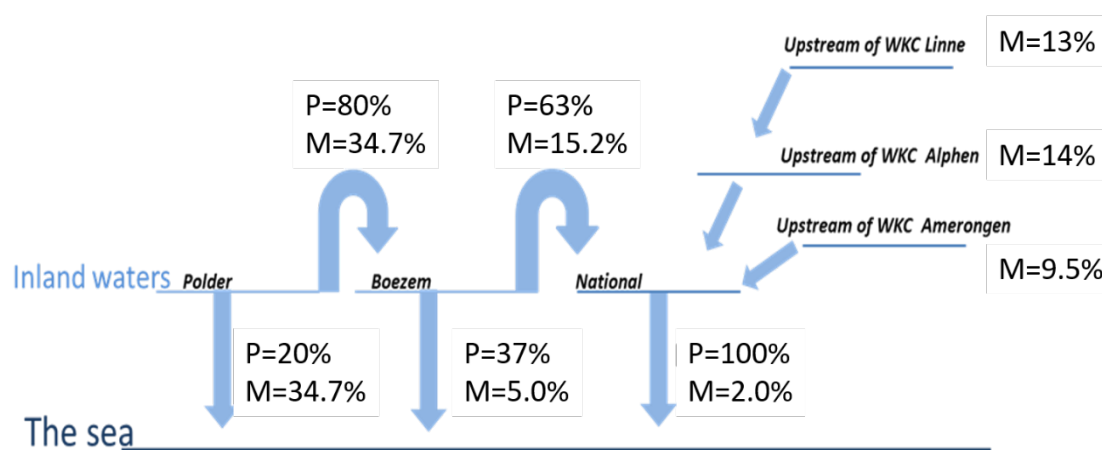 Upstream of WKC Linne
M=13%
P=80%
M=34.7%
P=63%
M=15.2%
Upstream of WKC Alphen
M=14%
Upstream of WKC Amerongen
M=9.5%
Inland waters
Polder
Boezem
National
P=20%
M=34.7%
P=37%
M=5.0%
P=100%
M=2.0%
The sea